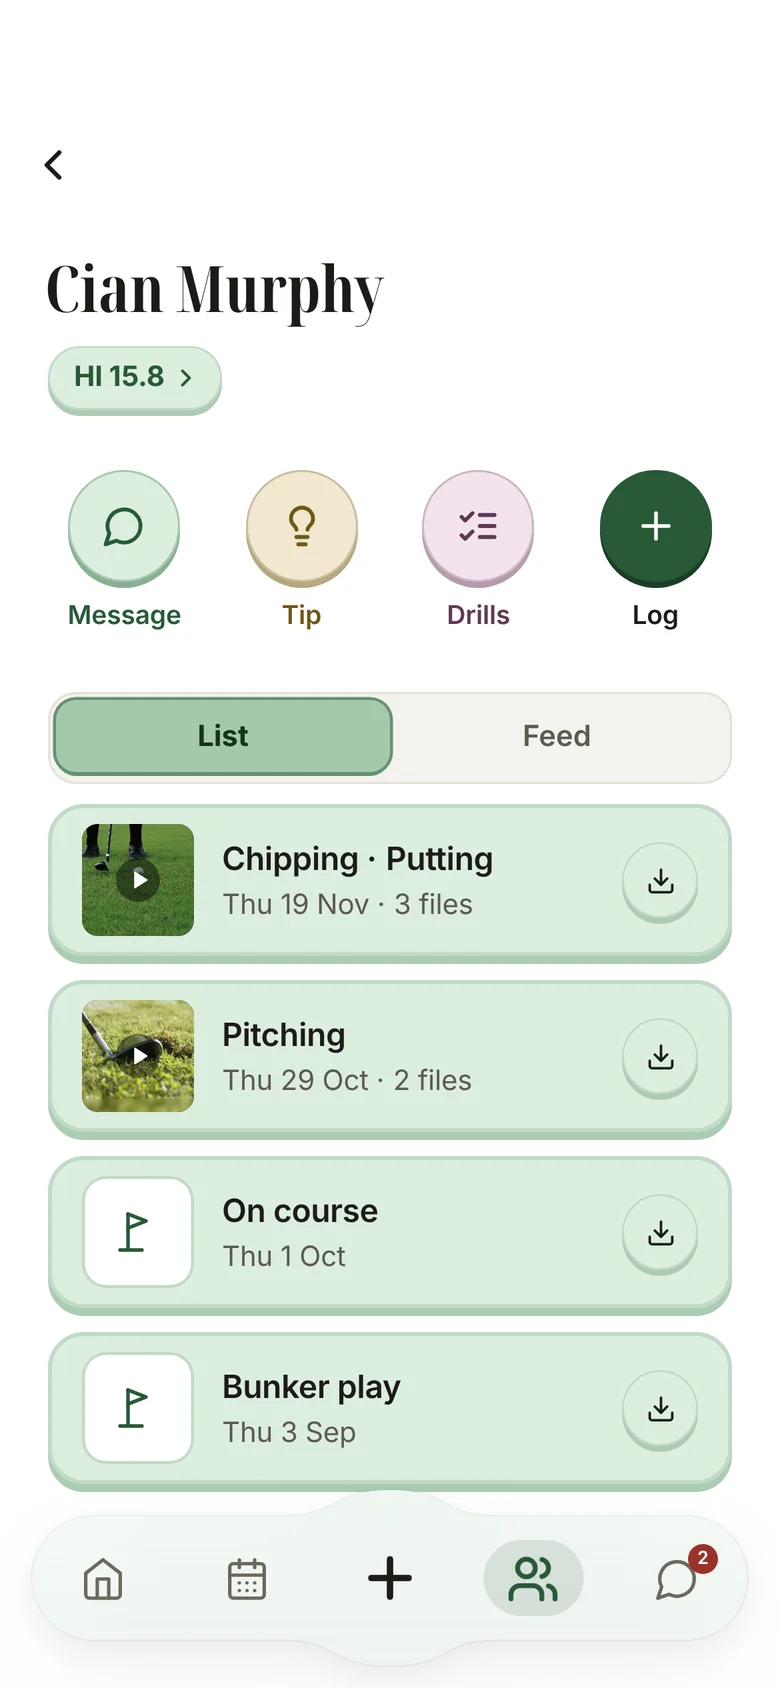 Cian Murphy
HI 15.8
Message
Tip
Drills
Log
List
Feed
Chipping · Putting
Thu 19 Nov · 3 files
Pitching
Thu 29 Oct · 2 files
On course
Thu 1 Oct
Bunker play
Thu 3 Sep
2